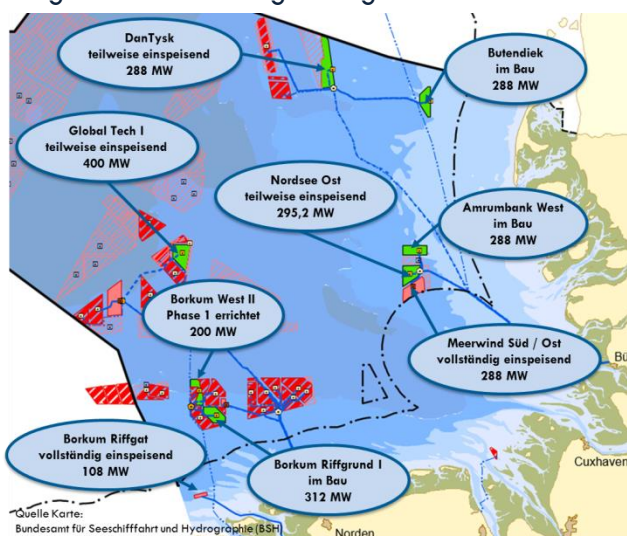 DanTysk
teilweise einspeisend
288 MW
Butendiek
im Bau
288 MW
Global Tech I
teilweise einspeisend
400 MW
Nordsee Ost
teilweise einspeisend
295,2 MW
Amrumbank West
im Bau
288 MW
Borkum West II
Phase 1 errichtet
200 MW
Meerwind Süd / Ost
vollständig einspeisend
288 MW
Borkum Riffgat
vollständig einspeisend
108 MW
Borkum Riffgrund I
im Bau
312 MW
Bü
Cuxhaven
Norden
Quelle Karte:
Bundesamt für Seeschifffahrt und Hydrographie (BSH)